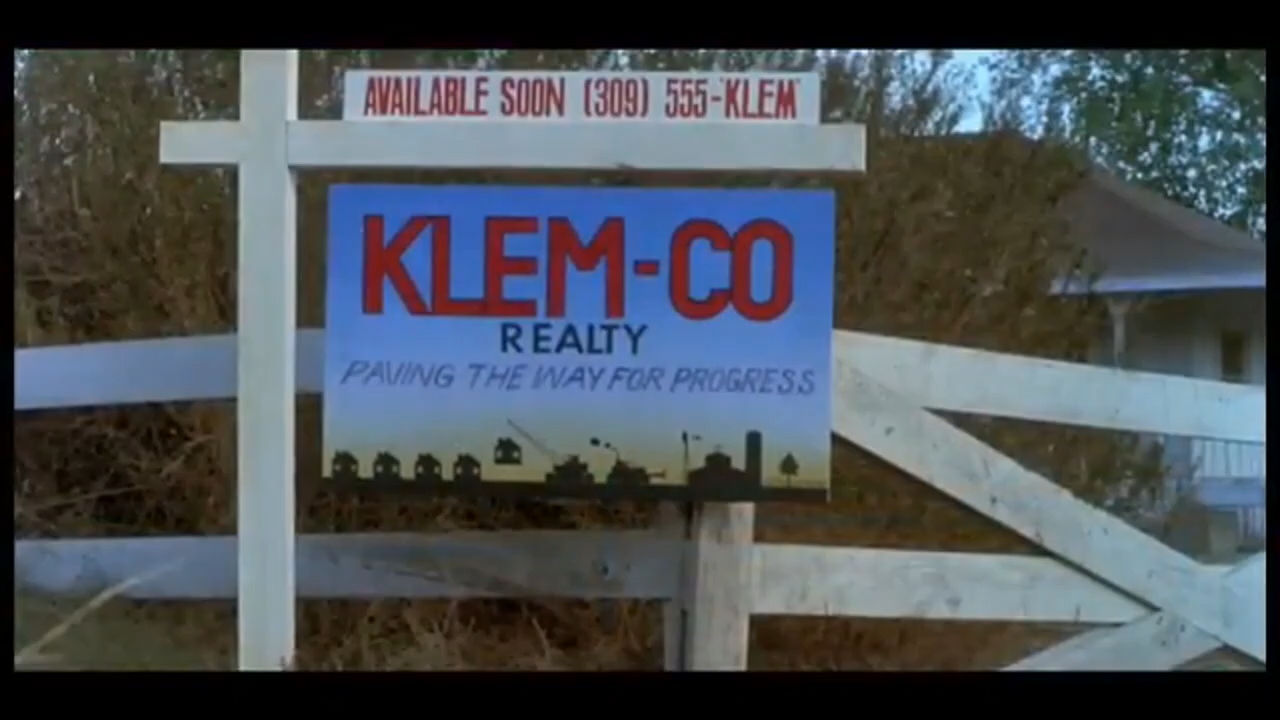 AVAILABLE SOON (309) 555-'KLEM'
KLEM-CO
REALTY
PAVING THE WAY FOR PROGRESS